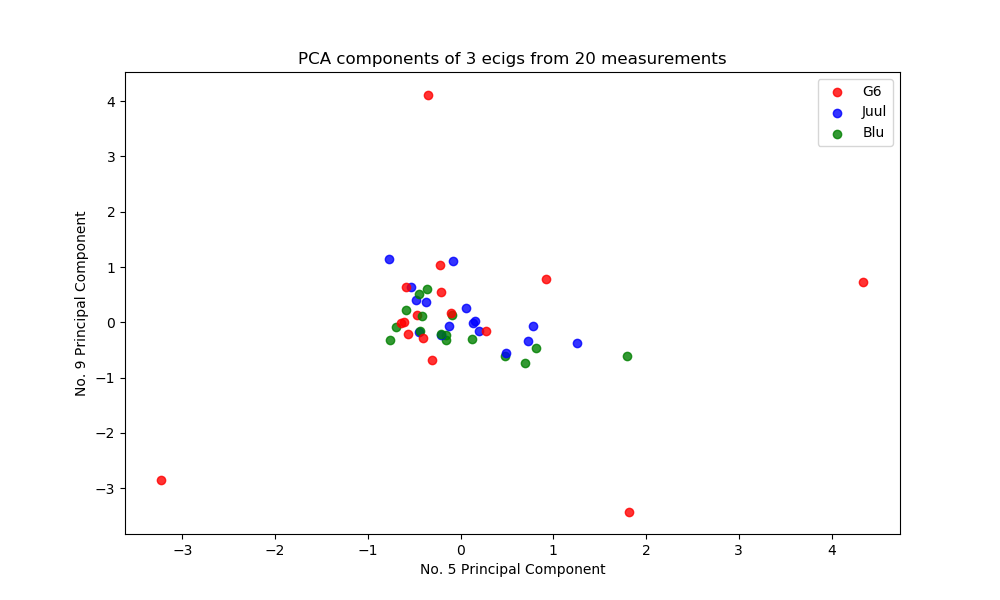 PCA components of 3 ecigs from 20 measurements
G6
Juul
Blu
4
3
2
1
0
−1
−2
−3
No. 9 Principal Component
−3
−2
−1
0
1
2
3
4
No. 5 Principal Component